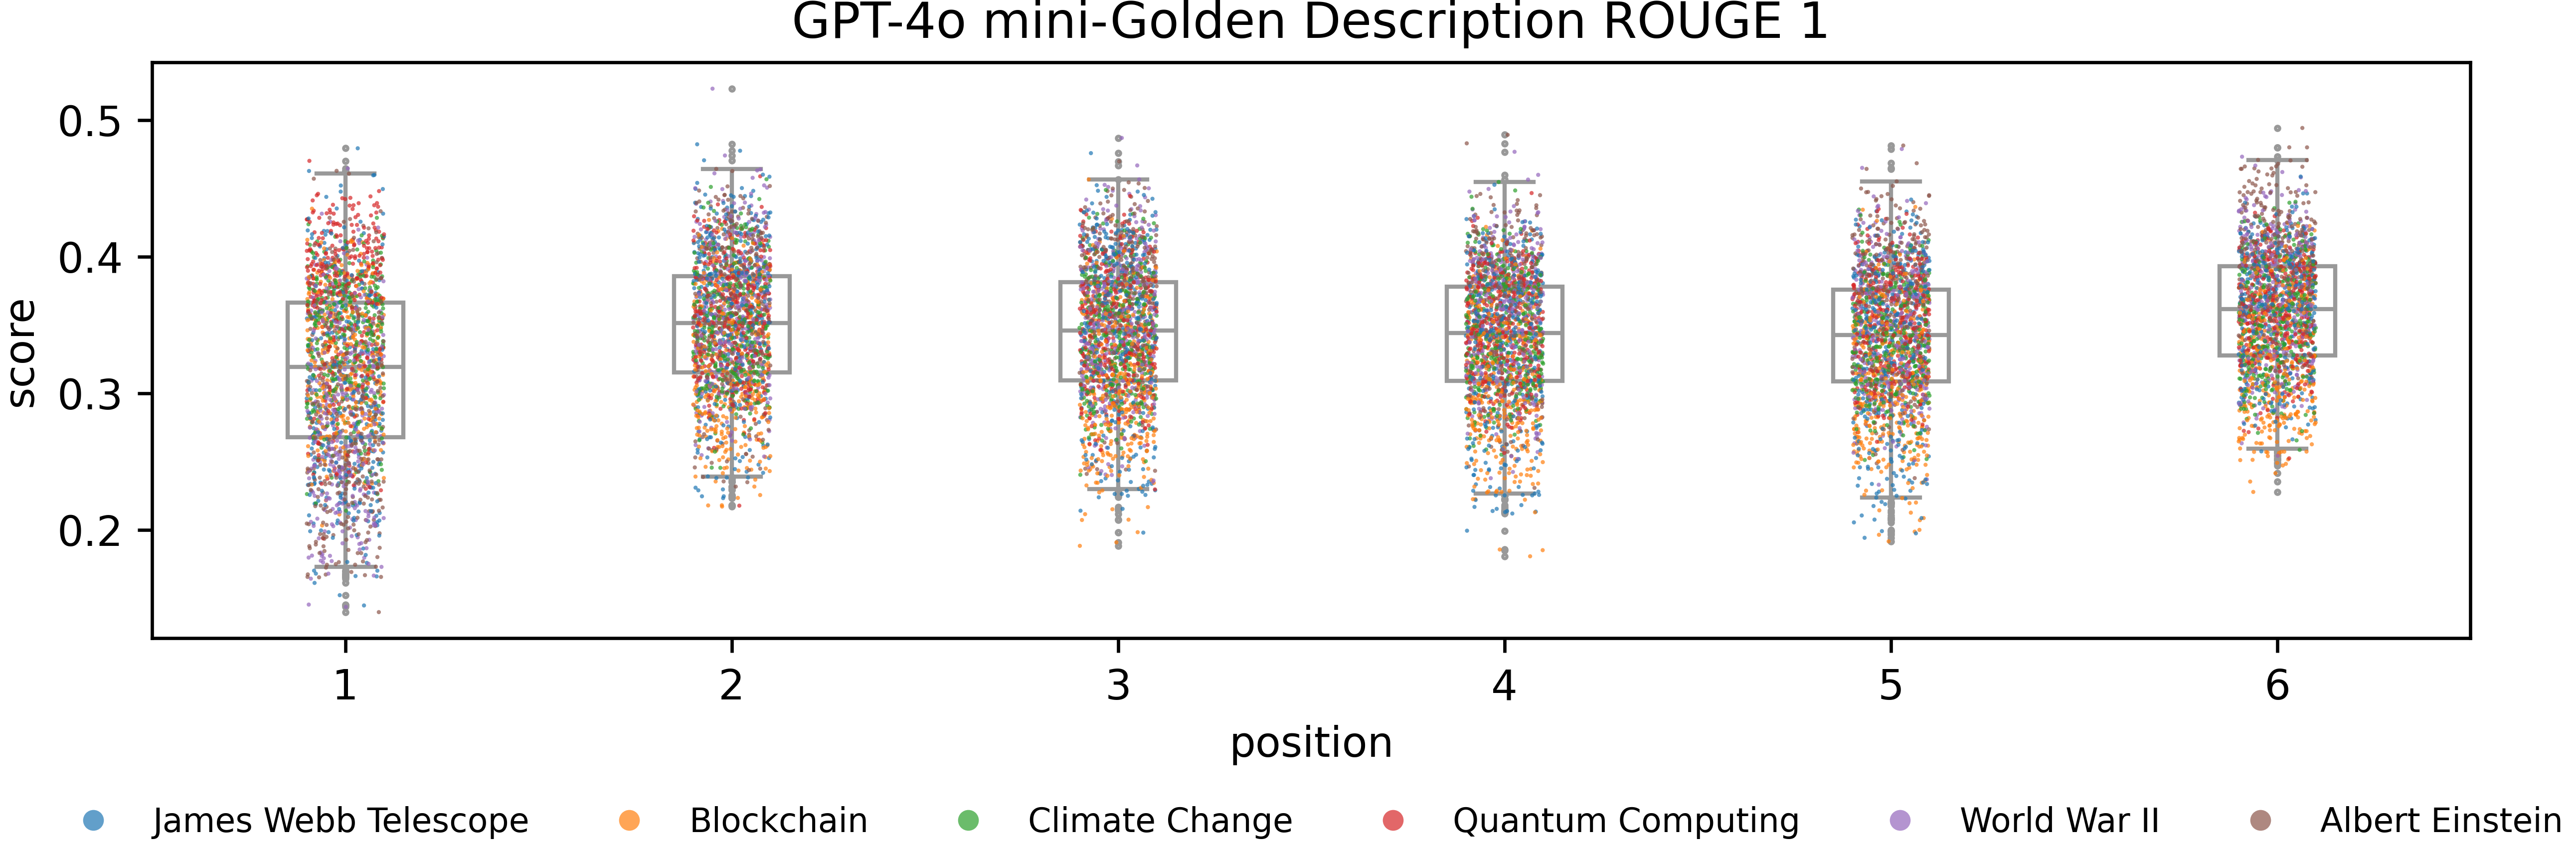 GPT-4o mini-Golden Description ROUGE 1
score
0.5
0.4
0.3
0.2
1 2 3 4 5 6
position
James Webb Telescope Blockchain Climate Change Quantum Computing World War II Albert Einstein